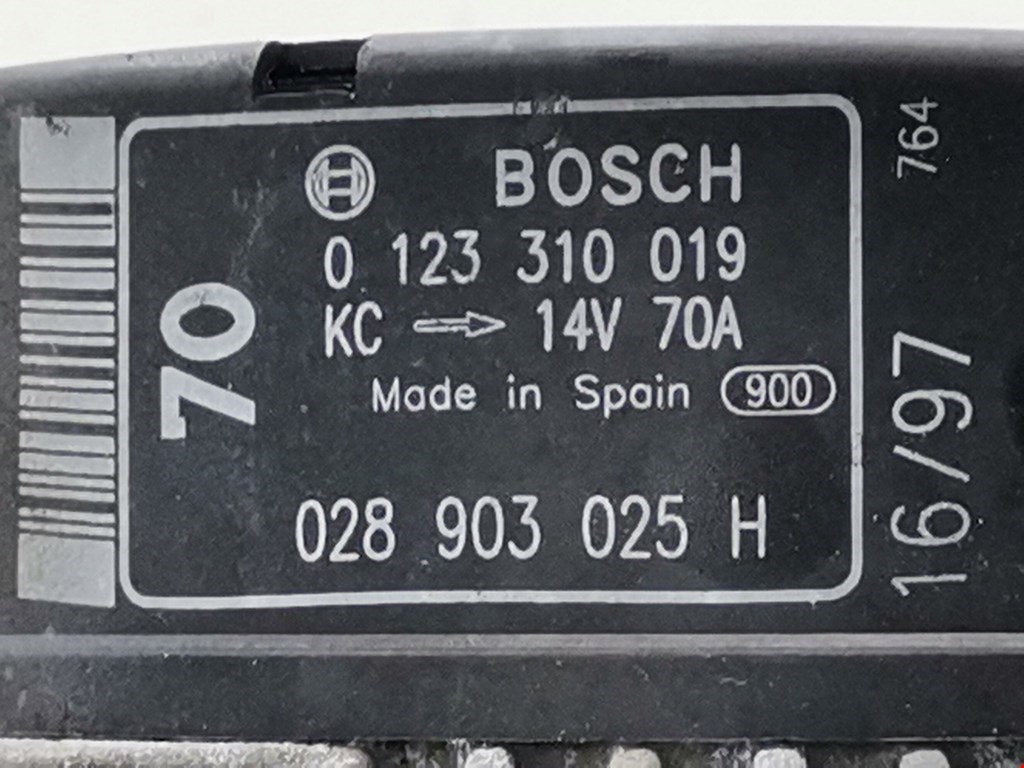 BOSCH
0 123 310 019
KC → 14V 70A
Made in Spain 900
028 903 025 H
70
764
16/97